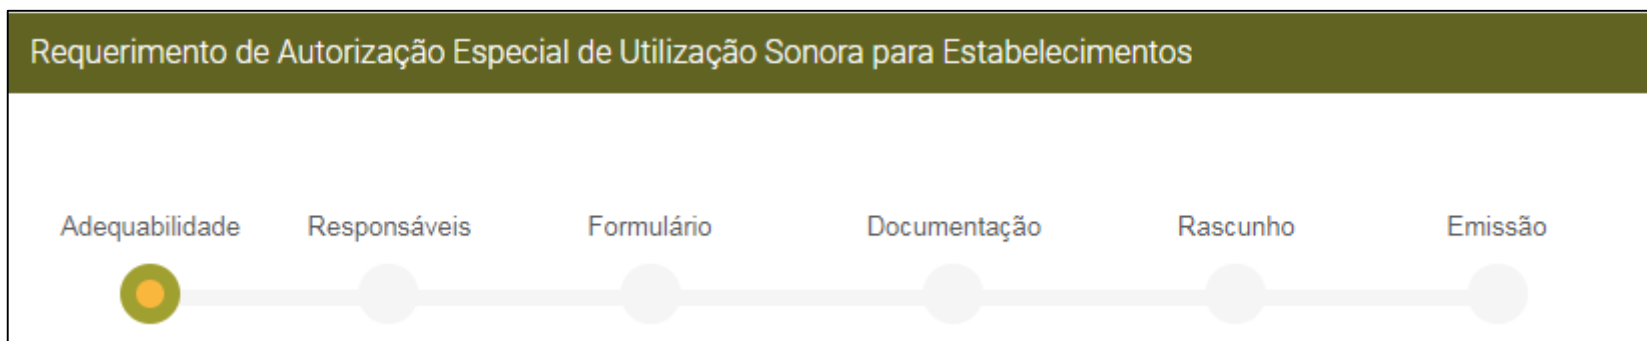 Requerimento de Autorização Especial de Utilização Sonora para Estabelecimentos
Adequabilidade Responsáveis Formulário Documentação Rascunho Emissão